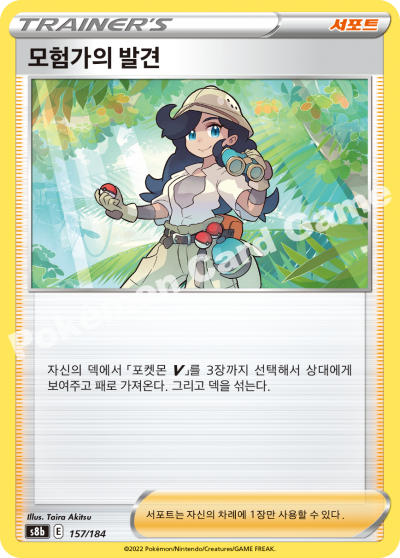 TRAINER'S
서포트
모험가의 발견
Pokémon Card Game
자신의 덱에서 「포켓몬 V」를 3장까지 선택해서 상대에게
보여주고 패로 가져온다. 그리고 덱을 섞는다.
Illus. Taira Akitsu
s8b E 157/184
서포트는 자신의 차례에 1장만 사용할 수 있다.
©2022 Pokémon/Nintendo/Creatures/GAME FREAK.